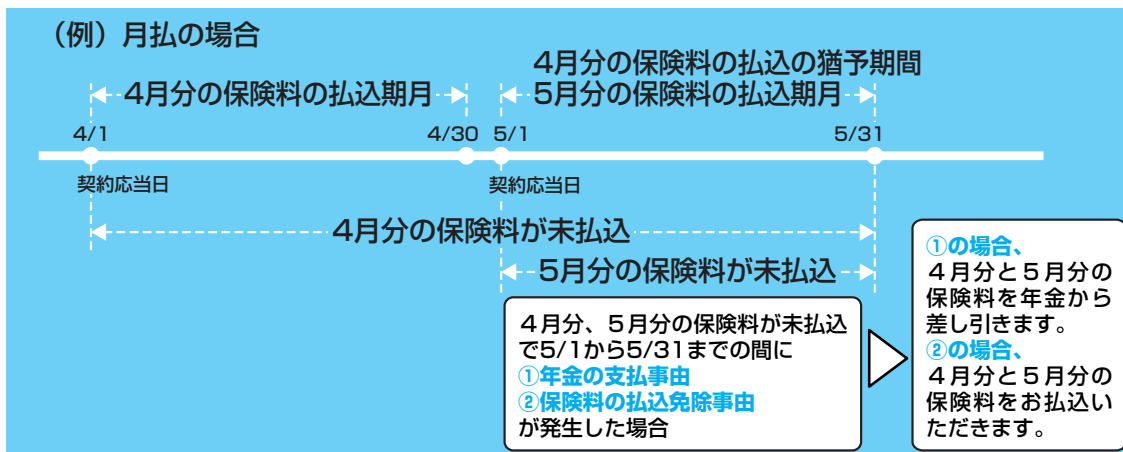 （例）月払の場合
4月分の保険料の払込の猶予期間
4月分の保険料の払込期月
5月分の保険料の払込期月
4/1
4/30
5/1
5/31
契約応当日
契約応当日
4月分の保険料が未払込
5月分の保険料が未払込
４月分、５月分の保険料が未払込
で5/1から5/31までの間に
①年金の支払事由
②保険料の払込免除事由
が発生した場合
①の場合、
４月分と５月分の
保険料を年金から
差し引きます。
②の場合、
４月分と５月分の
保険料をお払込い
ただきます。